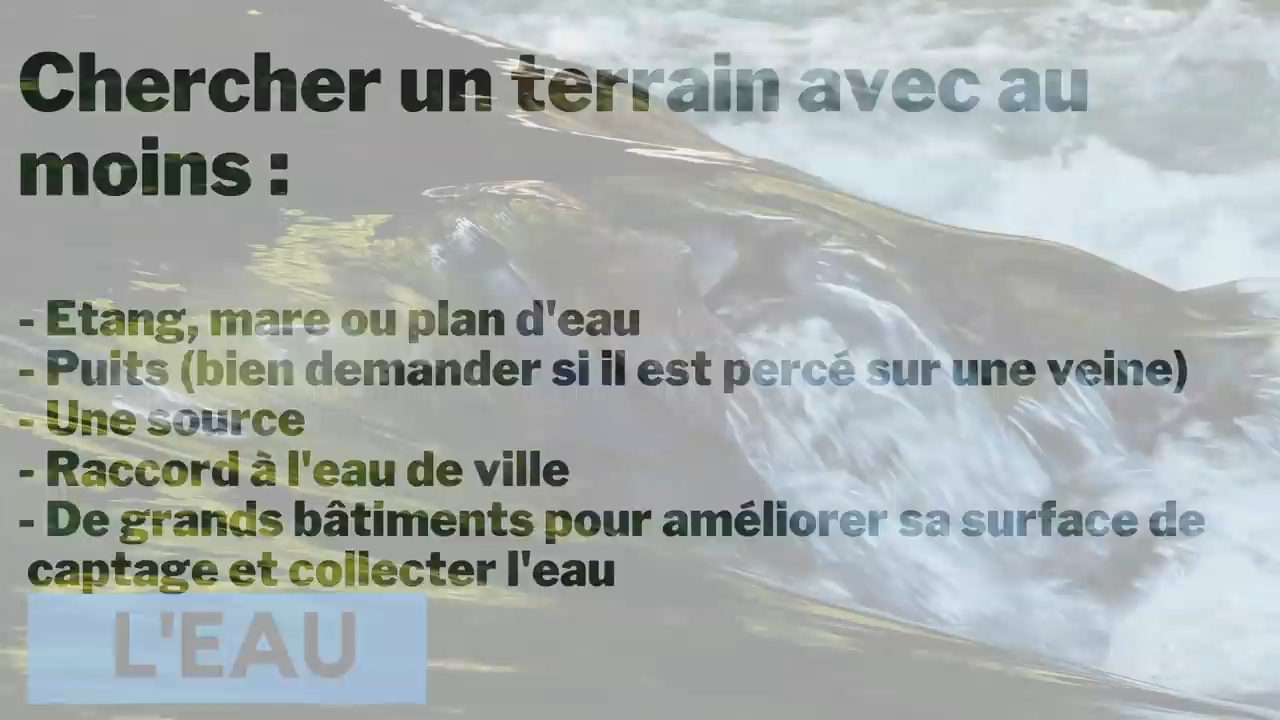 Chercher un terrain avec au
moins :
- Etang, mare ou plan d'eau
- Puits (bien demander si il est percé sur une veine)
- Une source
- Raccord à l'eau de ville
- De grands bâtiments pour améliorer sa surface de
captage et collecter l'eau
L'EAU